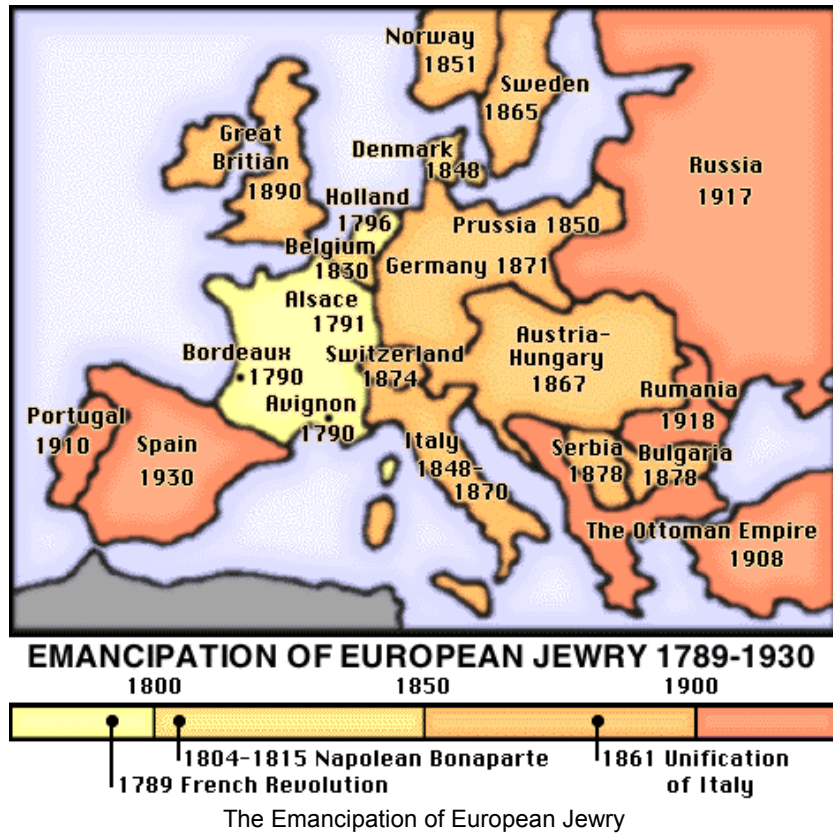 Norway
1851
Sweden
1865
Great
Britian
1890
Denmark
1848
Russia
1917
Holland
1796
Prussia 1850
Belgium
1830
Germany 1871
Alsace
1791
Austria-
Hungary
1867
Bordeaux
1790
Switzerland
1874
Avignon
1790
Rumania
1918
Portugal
1910
Spain
1930
Italy
1848-
1870
Serbia
1878
Bulgaria
1878
The Ottoman Empire
1908
EMANCIPATION OF EUROPEAN JEWRY 1789-1930
1800 1850 1900
1804-1815 Napolean Bonaparte
1861 Unification
of Italy
1789 French Revolution
The Emancipation of European Jewry